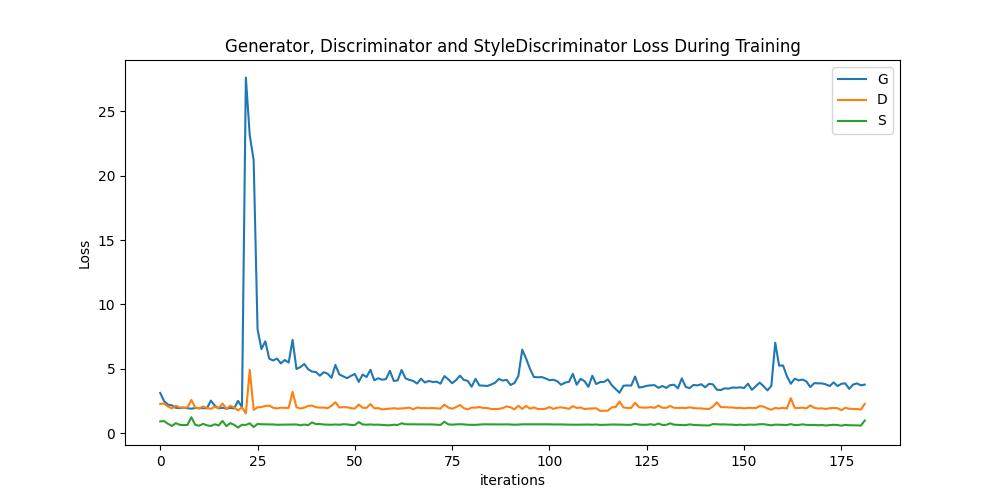 Generator, Discriminator and StyleDiscriminator Loss During Training
G
D
S
Loss
25
20
15
10
5
0
0 25 50 75 100 125 150 175
iterations